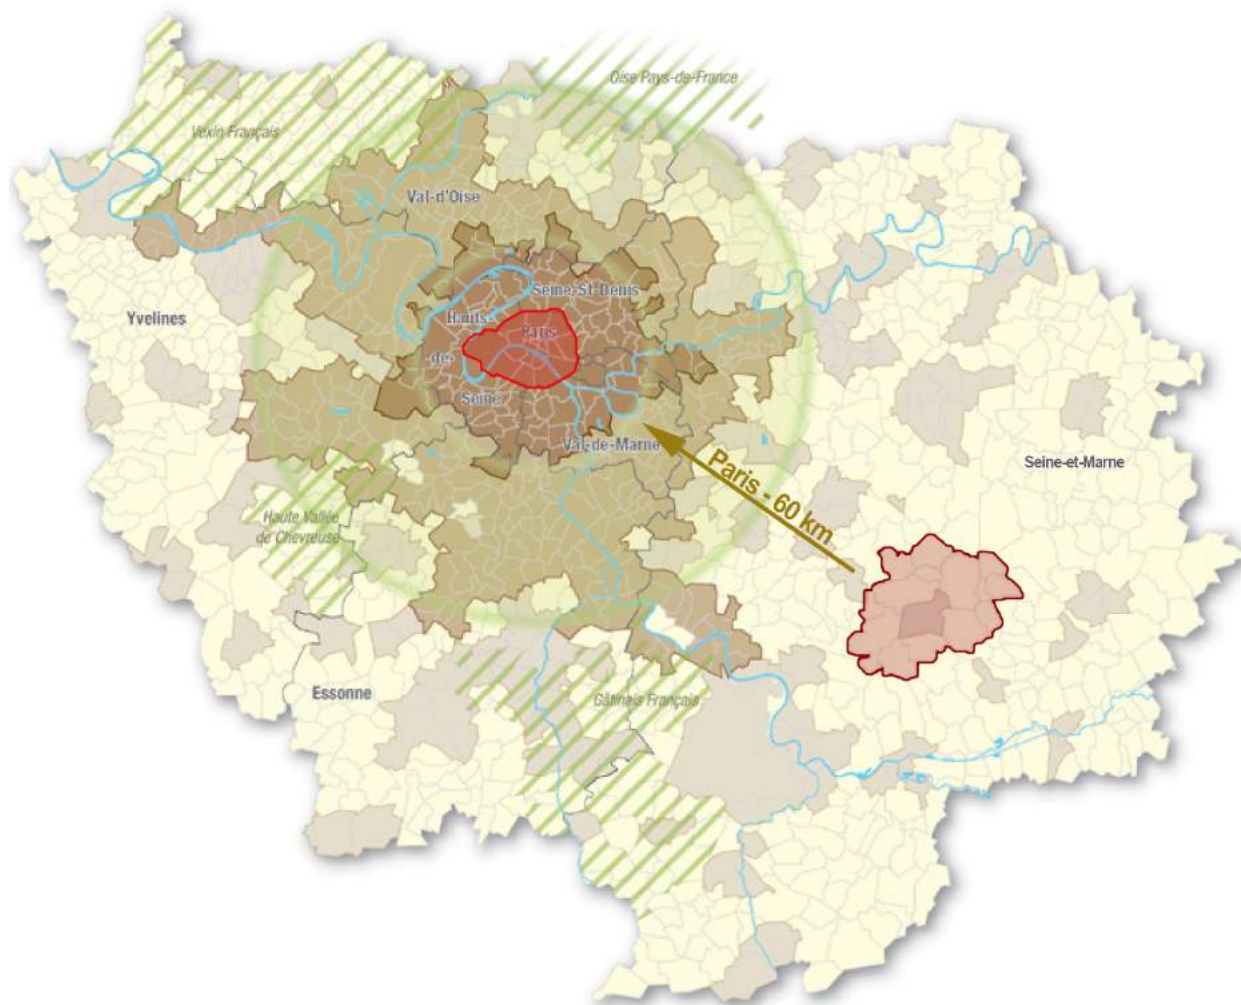 Oise Pays-de-France
Vexin Français
Val-d'Oise
Seine-St-Denis
Yvelines
Hauts-
Paris
-de-
Seine
Val-de-Marne
Paris - 60 km
Seine-et-Marne
Haute Vallée
de Chevreuse
Essonne
Gâtinais Français